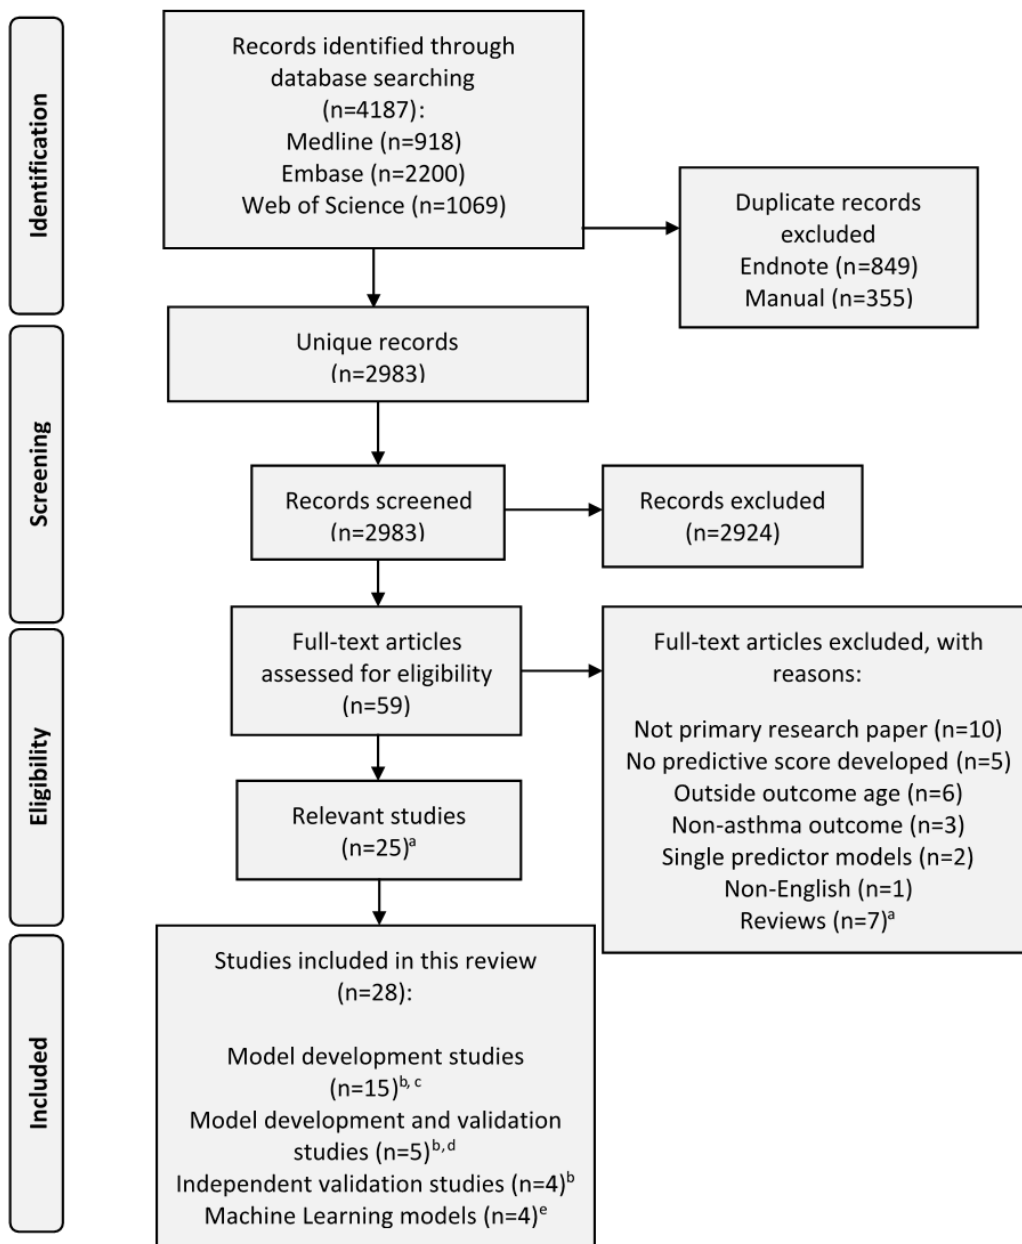 Identification
Records identified through
database searching
(n=4187):
Medline (n=918)
Embase (n=2200)
Web of Science (n=1069)
Duplicate records
excluded
Endnote (n=849)
Manual (n=355)
Screening
Unique records
(n=2983)
Records screened
(n=2983)
Records excluded
(n=2924)
Eligibility
Full-text articles
assessed for eligibility
(n=59)
Full-text articles excluded, with
reasons:
Not primary research paper (n=10)
No predictive score developed (n=5)
Outside outcome age (n=6)
Non-asthma outcome (n=3)
Single predictor models (n=2)
Non-English (n=1)
Reviews (n=7)a
Relevant studies
(n=25)a
Included
Studies included in this review
(n=28):
Model development studies
(n=15)b, c
Model development and validation
studies (n=5)b,d
Independent validation studies (n=4)b
Machine Learning models (n=4)e